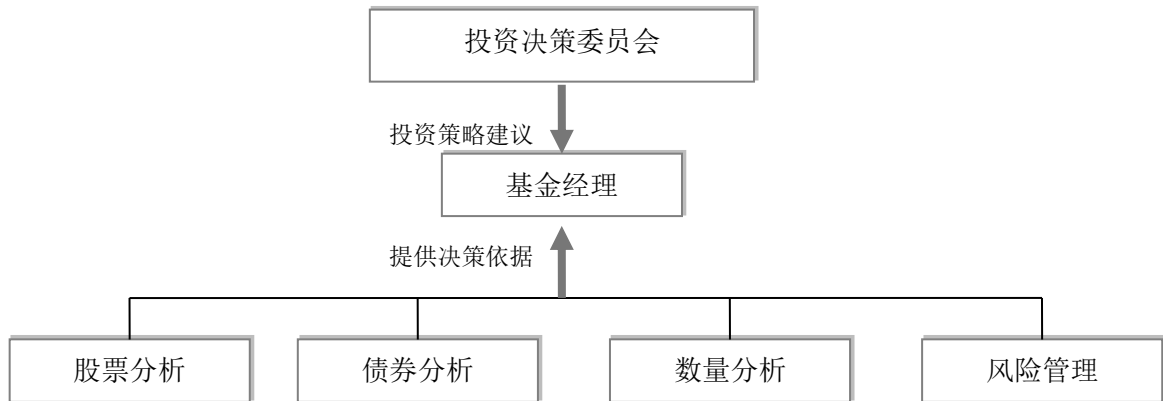 投资决策委员会
投资策略建议
基金经理
提供决策依据
股票分析
债券分析
数量分析
风险管理